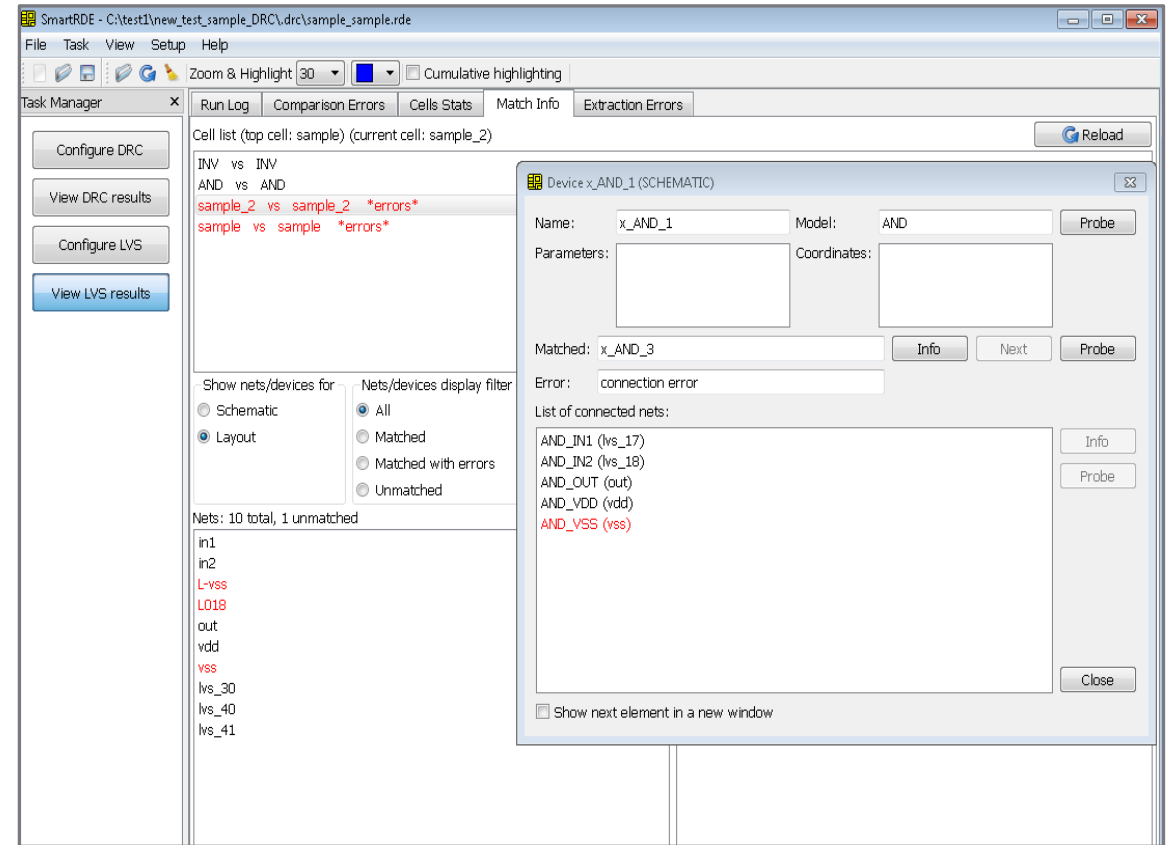 SmartRDE - C:\test1\new_test_sample_DRC\.drc\sample_sample.rde
File Task View Setup Help
Zoom & Highlight 30 Cumulative highlighting
Task Manager x
Configure DRC
View DRC results
Configure LVS
View LVS results
Run Log Comparison Errors Cells Stats Match Info Extraction Errors
Cell list (top cell: sample) (current cell: sample_2) Reload
INV vs INV
AND vs AND
sample_2 vs sample_2 *errors*
sample vs sample *errors*
Show nets/devices for
Schematic
Layout
Nets/devices display filter
All
Matched
Matched with errors
Unmatched
Nets: 10 total, 1 unmatched
in1
in2
L-vss
L018
out
vdd
vss
lvs_30
lvs_40
lvs_41
Device x_AND_1 (SCHEMATIC)
Name: x_AND_1 Model: AND Probe
Parameters: Coordinates:
Matched: x_AND_3 Info Next Probe
Error: connection error
List of connected nets:
AND_IN1 (lvs_17)
AND_IN2 (lvs_18)
AND_OUT (out)
AND_VDD (vdd)
AND_VSS (vss)
Info
Probe
Close
Show next element in a new window